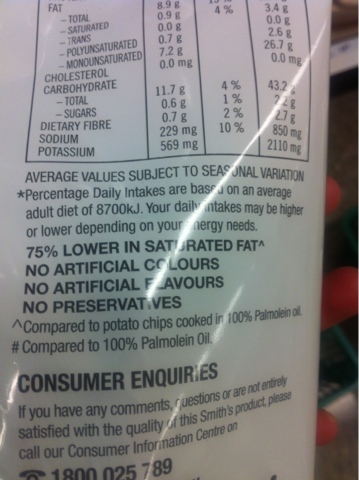 FAT
– TOTAL 8.9 g 4 % 3.4 g
– SATURATED 0.9 g 0.0 g
– TRANS 0.0 g 2.6 g
– POLYUNSATURATED 0.7 g 26.7 g
– MONOUNSATURATED 7.2 g 0.0 mg
CHOLESTEROL 0.0 mg
CARBOHYDRATE
– TOTAL 11.7 g 4 % 43.2
– SUGARS 0.6 g 1 % g
DIETARY FIBRE 0.7 g 2 % 2.7 g
SODIUM 229 mg 10 % 850 mg
POTASSIUM 569 mg 2110 mg
AVERAGE VALUES SUBJECT TO SEASONAL VARIATION
*Percentage Daily Intakes are based on an average
adult diet of 8700kJ. Your daily intakes may be higher
or lower depending on your energy needs.
75% LOWER IN SATURATED FAT^
NO ARTIFICIAL COLOURS
NO ARTIFICIAL FLAVOURS
NO PRESERVATIVES
^Compared to potato chips cooked in 100% Palmolein oil.
# Compared to 100% Palmolein Oil.
CONSUMER ENQUIRIES
If you have any comments, questions or are not entirely
satisfied with the quality of this Smith's product, please
call our Consumer Information Centre on
1800 025 789